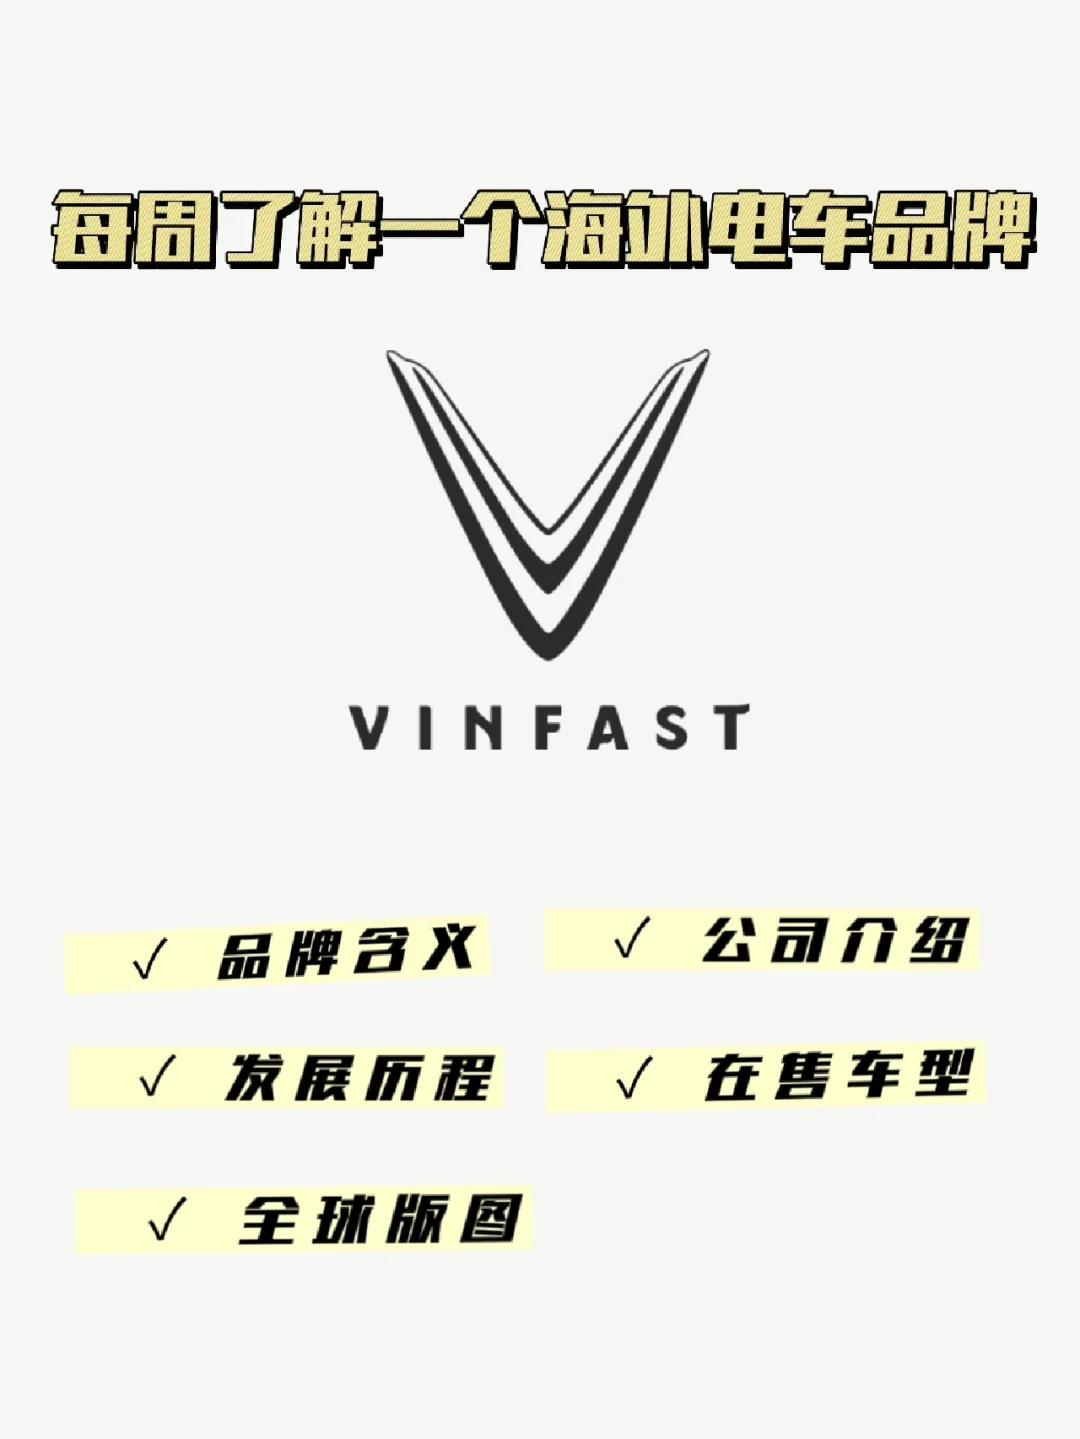 每周了解一个海外电车品牌
VINFAST
✓ 品牌含义
✓ 公司介绍
✓ 发展历程
✓ 在售车型
✓ 全球版图